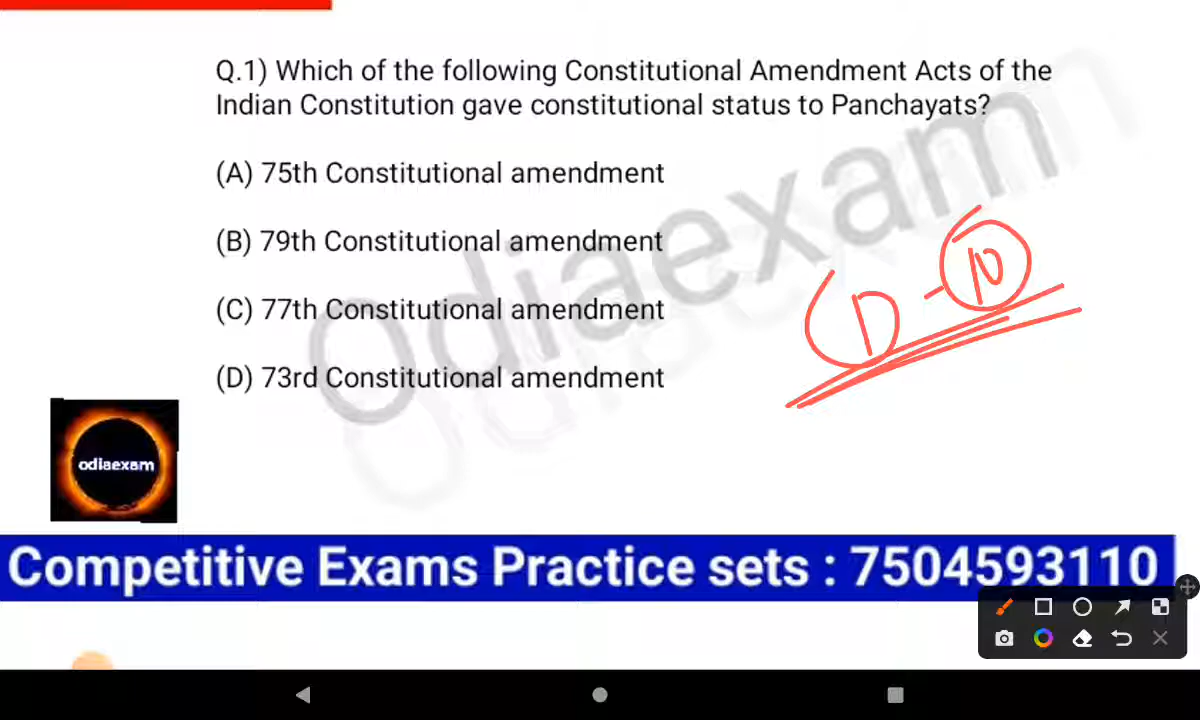 Q.1) Which of the following Constitutional Amendment Acts of the
Indian Constitution gave constitutional status to Panchayats?
(A) 75th Constitutional amendment
(B) 79th Constitutional amendment
(C) 77th Constitutional amendment
(D) 73rd Constitutional amendment
Odiaexam
D - 10
odiaexam
Competitive Exams Practice sets : 7504593110